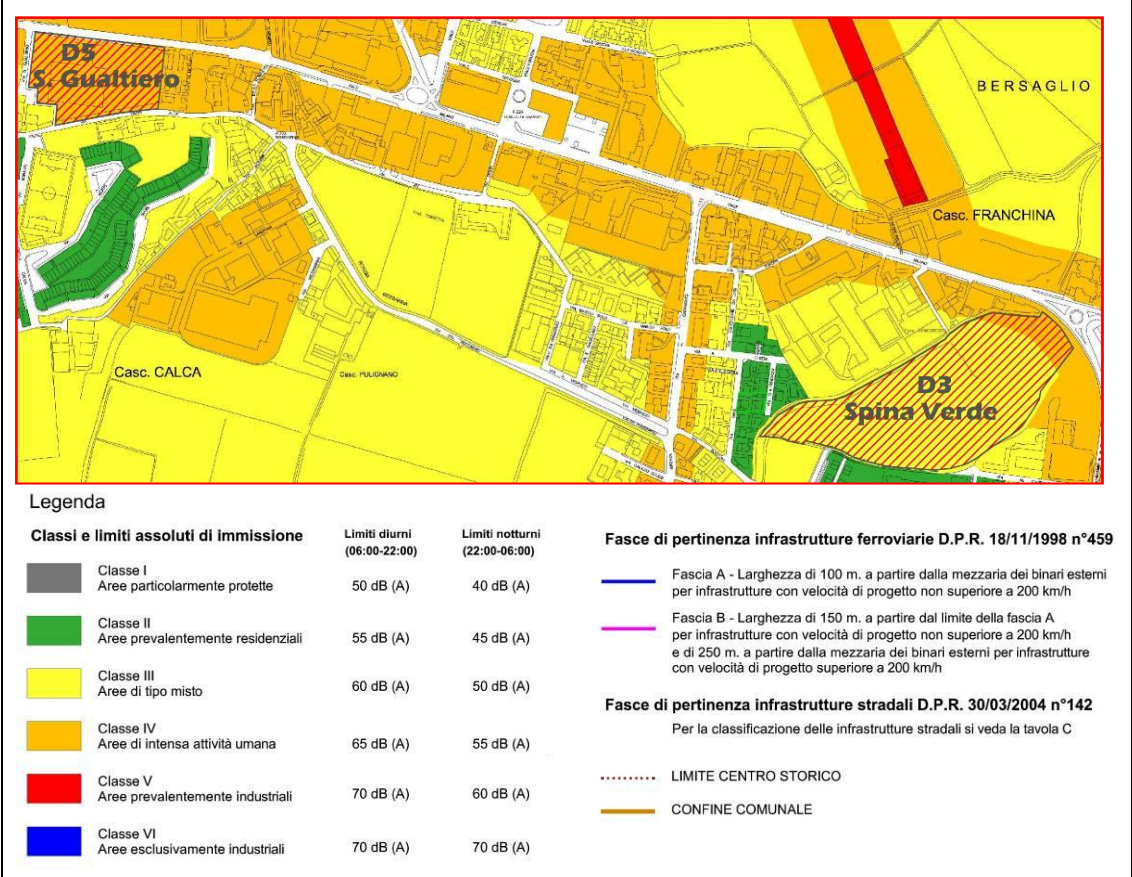 D5
S. Gualtiero
BERSAGLIO
Casc. FRANCHINA
Casc. CALCA
Casc. PULIGNANO
D3
Spina Verde
Legenda
Classi e limiti assoluti di immissione
Limiti diurni
(06:00-22:00)
Limiti notturni
(22:00-06:00)
Classe I
Aree particolarmente protette
50 dB (A)
40 dB (A)
Classe II
Aree prevalentemente residenziali
55 dB (A)
45 dB (A)
Classe III
Aree di tipo misto
60 dB (A)
50 dB (A)
Classe IV
Aree di intensa attività umana
65 dB (A)
55 dB (A)
Classe V
Aree prevalentemente industriali
70 dB (A)
60 dB (A)
Classe VI
Aree esclusivamente industriali
70 dB (A)
70 dB (A)
Fasce di pertinenza infrastrutture ferroviarie D.P.R. 18/11/1998 n°459
Fascia A - Larghezza di 100 m. a partire dalla mezzaria dei binari esterni
per infrastrutture con velocità di progetto non superiore a 200 km/h
Fascia B - Larghezza di 150 m. a partire dal limite della fascia A
per infrastrutture con velocità di progetto non superiore a 200 km/h
e di 250 m. a partire dalla mezzaria dei binari esterni per infrastrutture
con velocità di progetto superiore a 200 km/h
Fasce di pertinenza infrastrutture stradali D.P.R. 30/03/2004 n°142
Per la classificazione delle infrastrutture stradali si veda la tavola C
LIMITE CENTRO STORICO
CONFINE COMUNALE